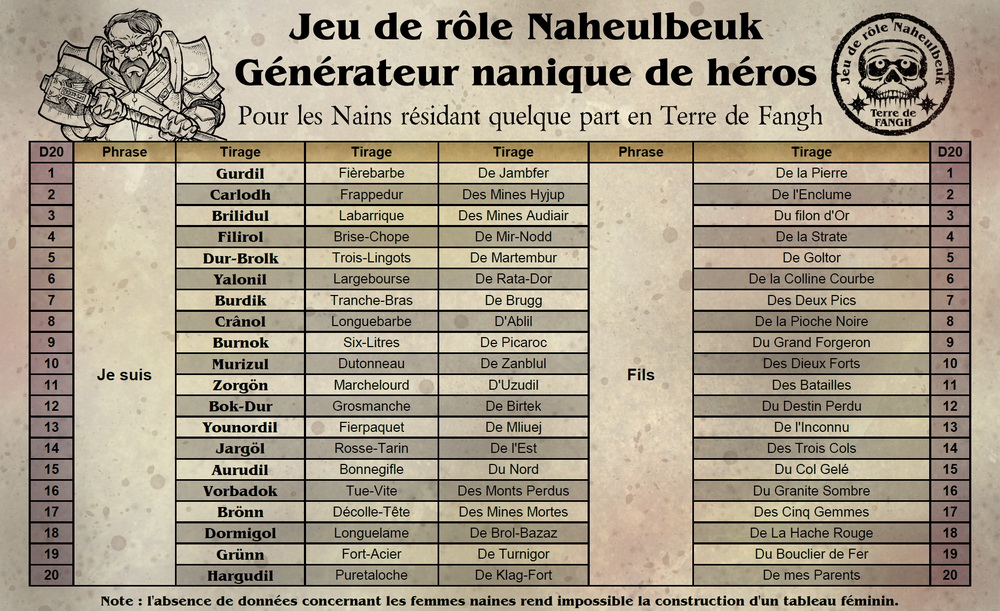 Jeu de rôle Naheulbeuk
Générateur nanique de héros
Pour les Nains résidant quelque part en Terre de Fangh
Jeu de rôle Naheulbeuk
Terre de
FANGH
D20 Phrase Tirage Tirage Tirage Phrase Tirage D20
1 Gurdil Fièrebarbe De Jambfer De la Pierre 1
2 Carlodh Frappedur Des Mines Hyjup De l'Enclume 2
3 Brilidul Labarrique Des Mines Audiair Du filon d'Or 3
4 Filirol Brise-Chope De Mir-Nodd De la Strate 4
5 Dur-Brolk Trois-Lingots De Martembur De Goltor 5
6 Yalonil Largebourse De Rata-Dor De la Colline Courbe 6
7 Burdik Tranche-Bras De Brugg Des Deux Pics 7
8 Crânol Longuebarbe D'Ablil De la Pioche Noire 8
9 Burnok Six-Litres De Picaroc Du Grand Forgeron 9
10 Murizul Dutonneau De Zanblul Des Dieux Forts 10
11 Je suis Zorgön Marchelourd D'Uzudil Fils Des Batailles 11
12 Bok-Dur Grosmanche De Birtek Du Destin Perdu 12
13 Younordil Fierpaquet De Mliuej De l'Inconnu 13
14 Jargöl Rosse-Tarin De l'Est Des Trois Cols 14
15 Aurudil Bonnegifle Du Nord Du Col Gelé 15
16 Vorbadok Tue-Vite Des Monts Perdus Du Granite Sombre 16
17 Brönn Décolle-Tête Des Mines Mortes Des Cinq Gemmes 17
18 Dormigol Longuelame De Brol-Bazaz De La Hache Rouge 18
19 Grünn Fort-Acier De Turnigor Du Bouclier de Fer 19
20 Hargudil Puretaloche De Klag-Fort De mes Parents 20
Note : l'absence de données concernant les femmes naines rend impossible la construction d'un tableau féminin.